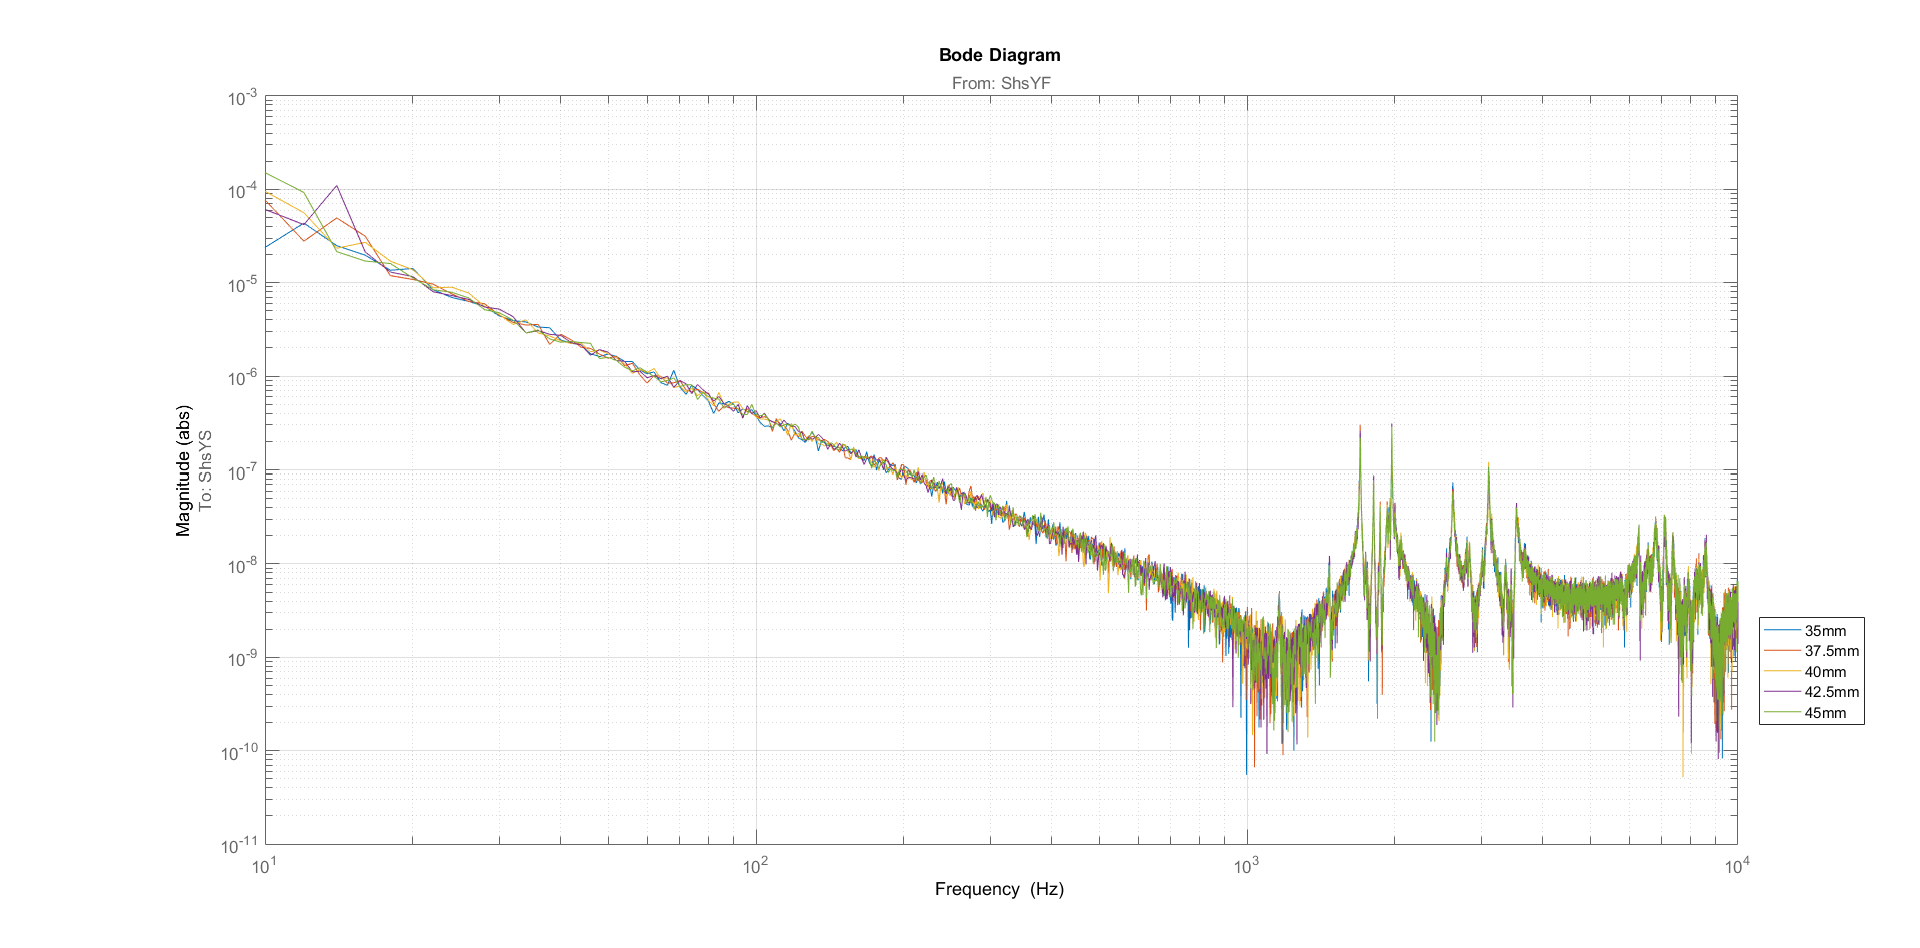 Bode Diagram
From: ShsYF
Magnitude (abs)
To: ShsYS
10^-3
10^-4
10^-5
10^-6
10^-7
10^-8
10^-9
10^-10
10^-11
10^1
10^2
10^3
10^4
Frequency (Hz)
35mm
37.5mm
40mm
42.5mm
45mm